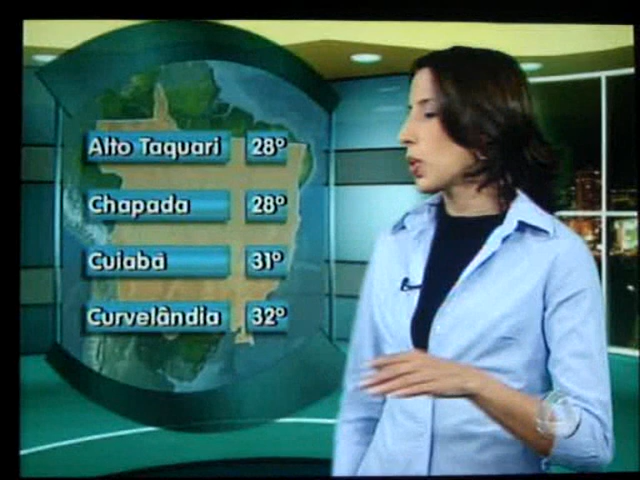 Alto Taquari 28º
Chapada 28º
Cuiabá 31º
Curvelândia 32º